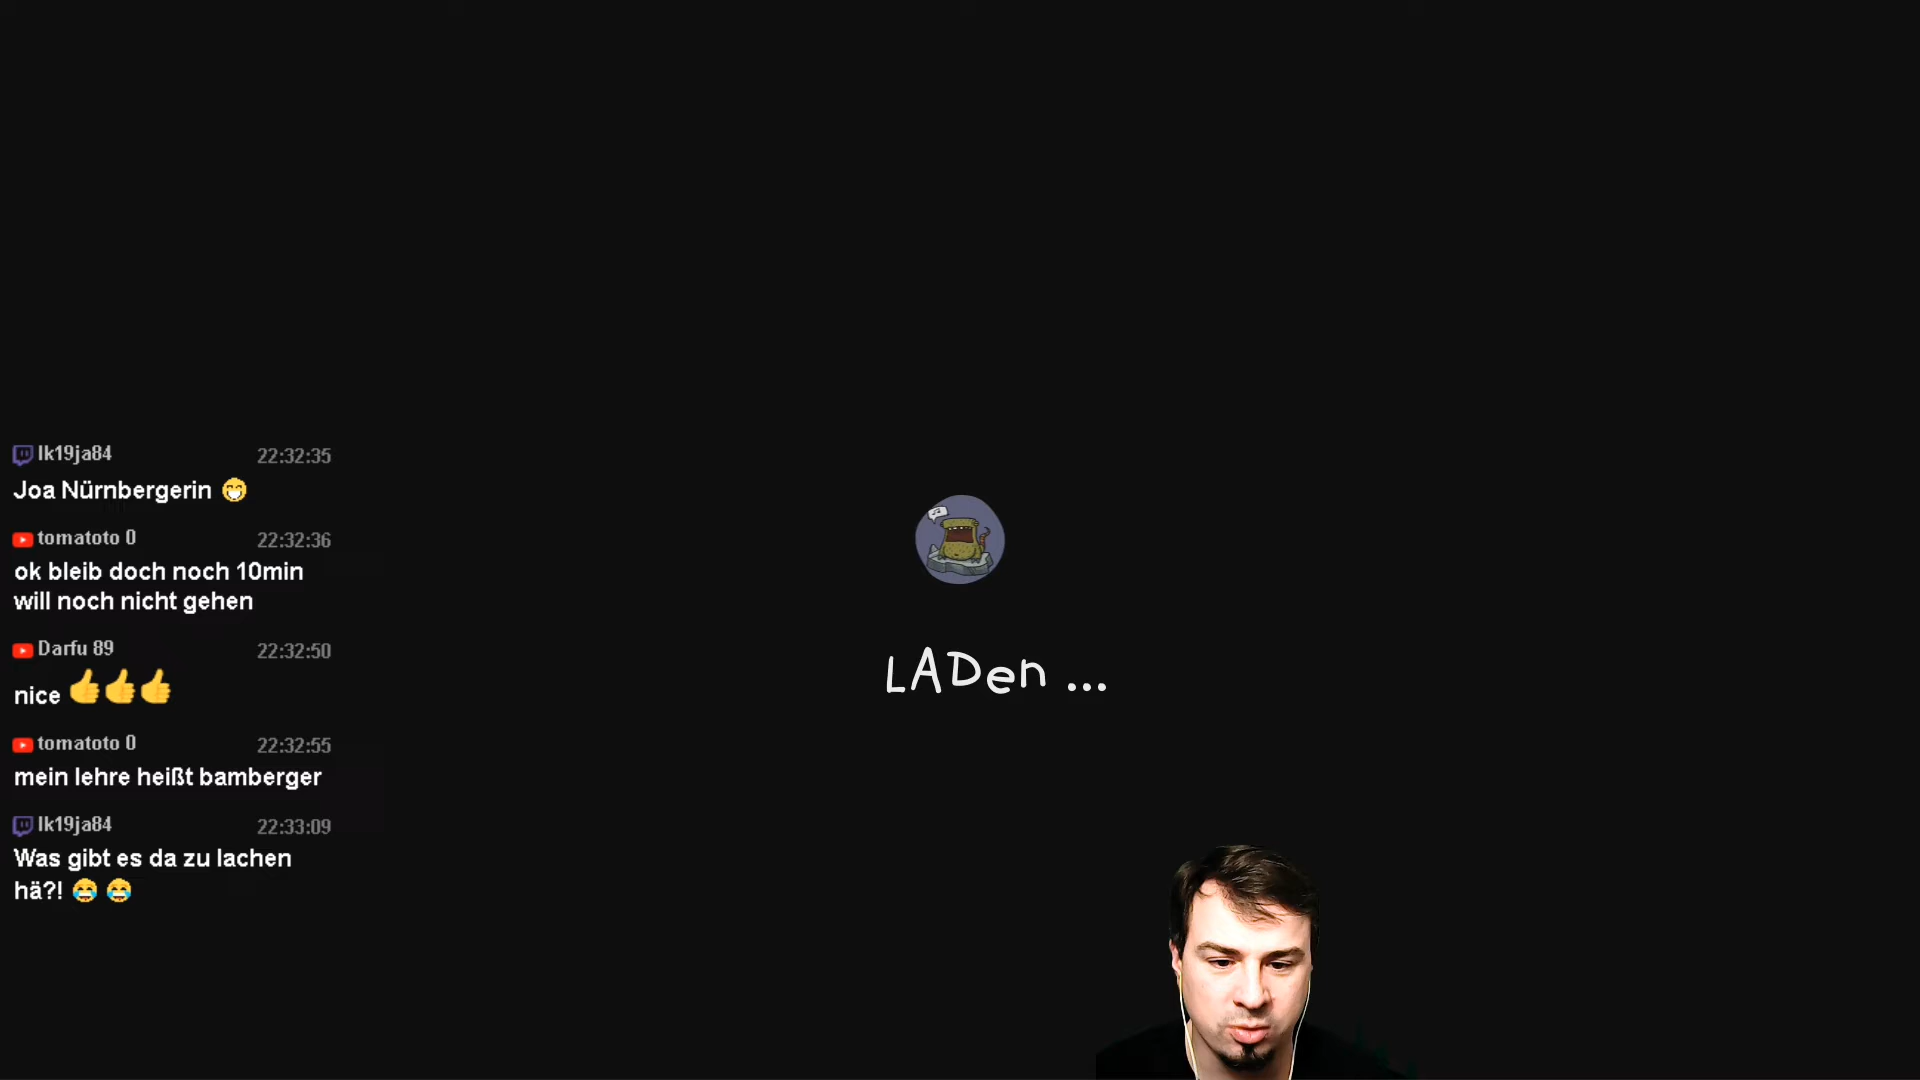 lk19ja84 22:32:35
Joa Nürnbergerin 😁
tomatoto 0 22:32:36
ok bleib doch noch 10min
will noch nicht gehen
Darfu 89 22:32:50
nice 👍👍👍
tomatoto 0 22:32:55
mein lehre heißt bamberger
lk19ja84 22:33:09
Was gibt es da zu lachen
hä?! 😂 😂
LADen ...